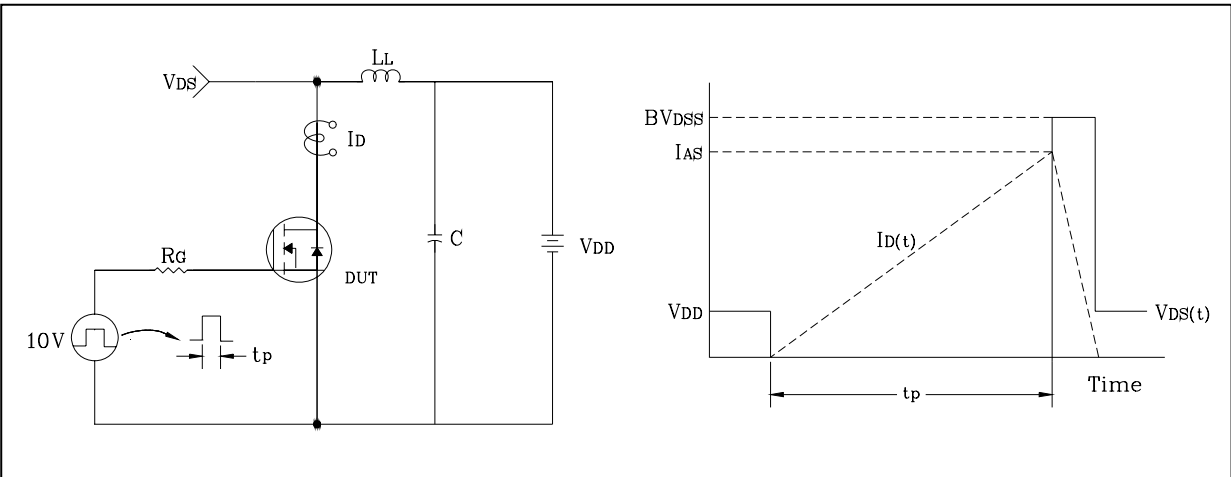 LL
VDS
ID
C
VDD
RG
DUT
10V
tp
BVDSS
IAS
ID(t)
VDD
VDS(t)
Time
tp